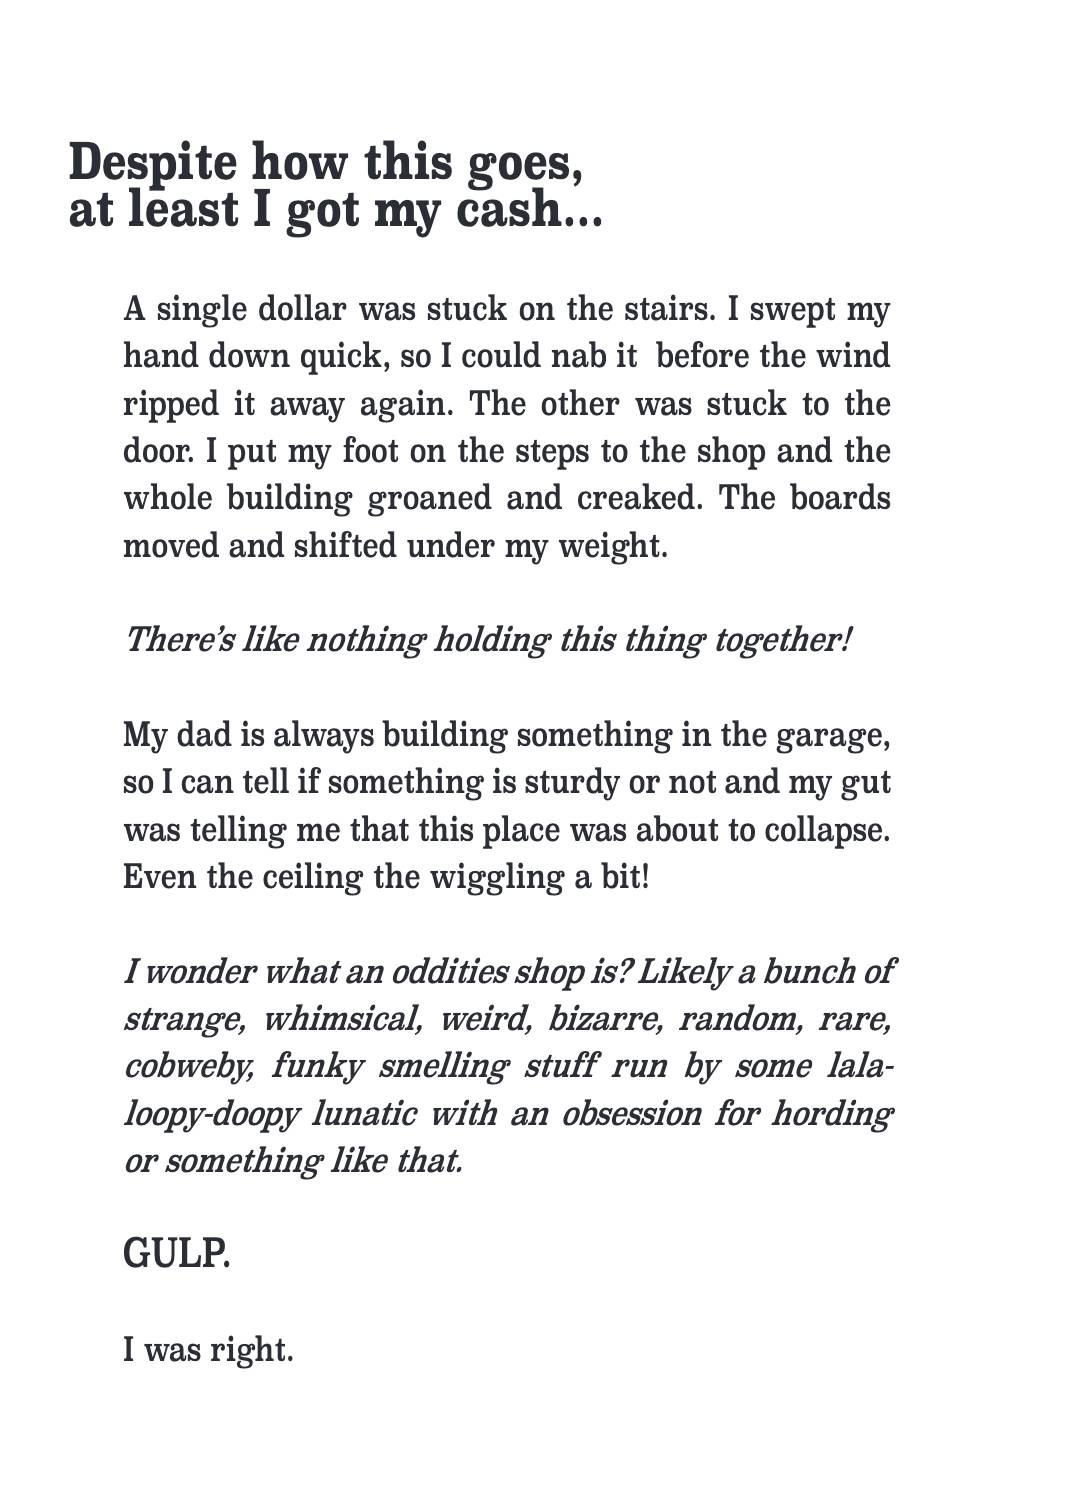 Despite how this goes,
at least I got my cash...
A single dollar was stuck on the stairs. I swept my
hand down quick, so I could nab it  before the wind
ripped it away again. The other was stuck to the
door. I put my foot on the steps to the shop and the
whole building groaned and creaked. The boards
moved and shifted under my weight.
There’s like nothing holding this thing together!
My dad is always building something in the garage,
so I can tell if something is sturdy or not and my gut
was telling me that this place was about to collapse.
Even the ceiling the wiggling a bit!
I wonder what an oddities shop is? Likely a bunch of
strange, whimsical, weird, bizarre, random, rare,
cobweby, funky smelling stuff run by some lala-
loopy-doopy lunatic with an obsession for hording
or something like that.
GULP.
I was right.